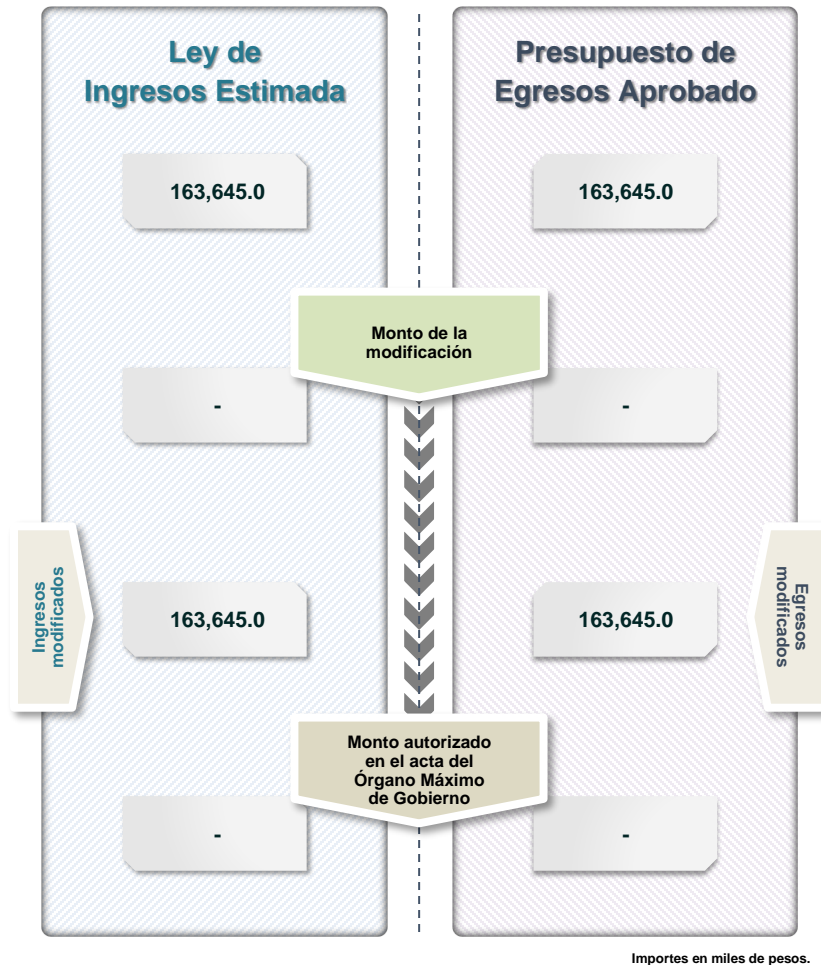 Ley de
Ingresos Estimada
Presupuesto de
Egresos Aprobado
163,645.0
163,645.0
Monto de la
modificación
-
-
Ingresos
modificados
163,645.0
163,645.0
Egresos
modificados
Monto autorizado
en el acta del
Órgano Máximo
de Gobierno
-
-
Importes en miles de pesos.